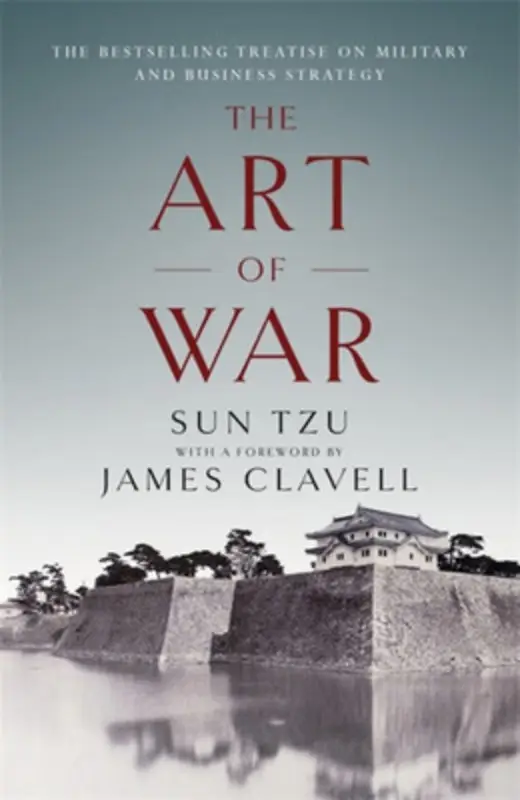 THE BESTSELLING TREATISE ON MILITARY
AND BUSINESS STRATEGY
THE
ART
OF
WAR
SUN TZU
WITH A FOREWORD BY
JAMES CLAVELL